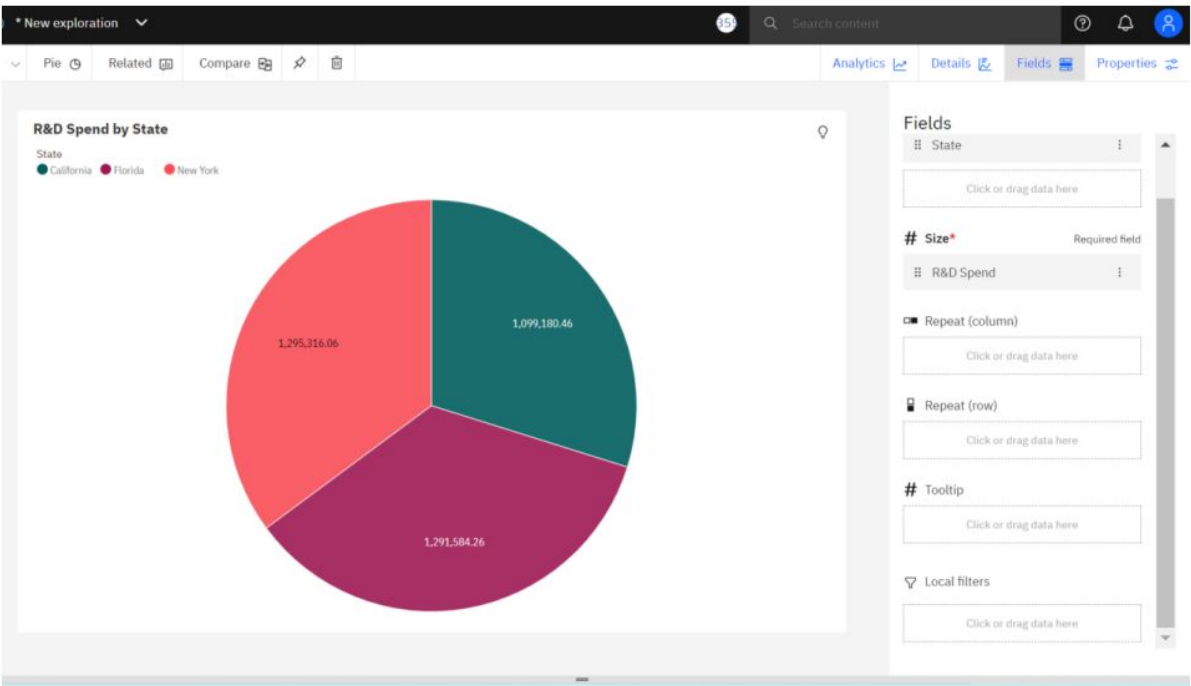 * New exploration
Search content
Pie
Related
Compare
Analytics
Details
Fields
Properties
R&D Spend by State
State
California
Florida
New York
1,099,180.46
1,295,316.06
1,291,584.26
Fields
State
Click or drag data here
# Size* Required field
R&D Spend
Repeat (column)
Click or drag data here
Repeat (row)
Click or drag data here
# Tooltip
Click or drag data here
Local filters
Click or drag data here